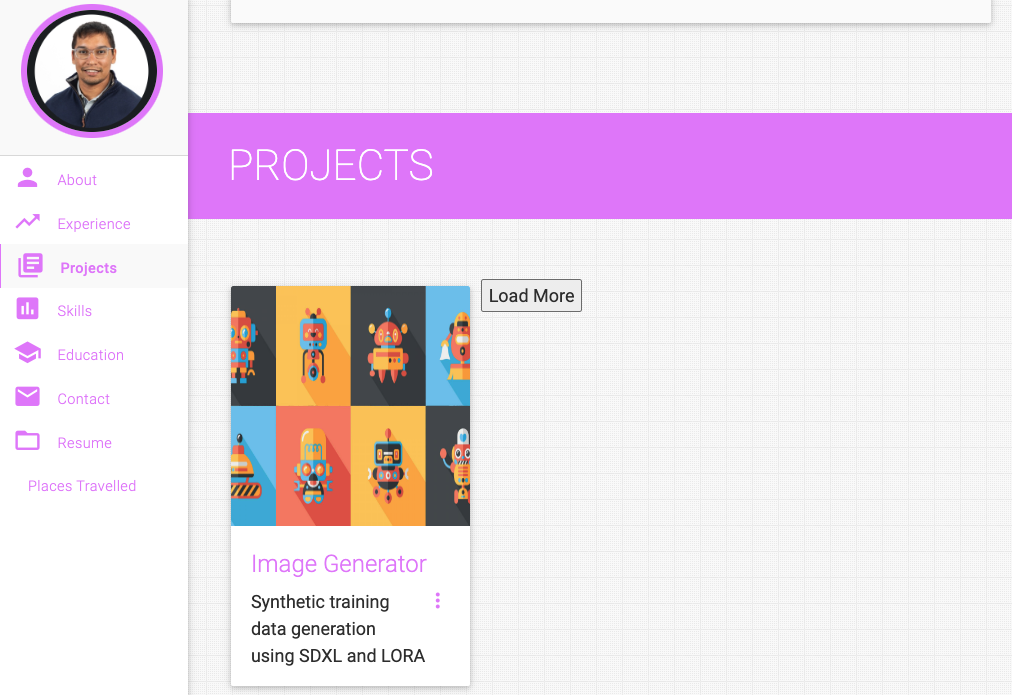 About
Experience
Projects
Skills
Education
Contact
Resume
Places Travelled
PROJECTS
Load More
Image Generator
Synthetic training
data generation
using SDXL and LORA